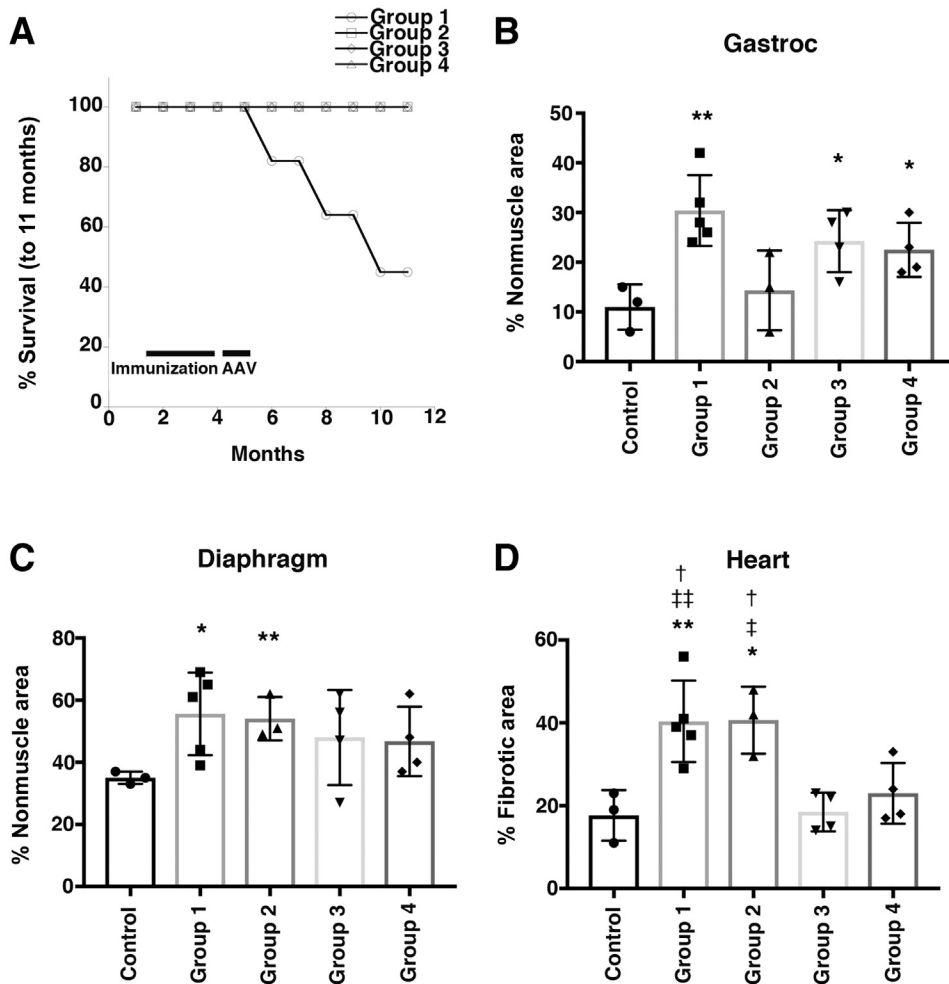 A
Group 1
Group 2
Group 3
Group 4
% Survival (to 11 months)
100
80
60
40
20
0
Immunization AAV
0 2 4 6 8 10 12
Months
B
Gastroc
**
*
*
% Nonmuscle area
50
40
30
20
10
0
Control
Group 1
Group 2
Group 3
Group 4
C
Diaphragm
*
**
% Nonmuscle area
80
60
40
20
0
Control
Group 1
Group 2
Group 3
Group 4
D
Heart
† †
‡‡ ‡
** *
% Fibrotic area
60
40
20
0
Control
Group 1
Group 2
Group 3
Group 4